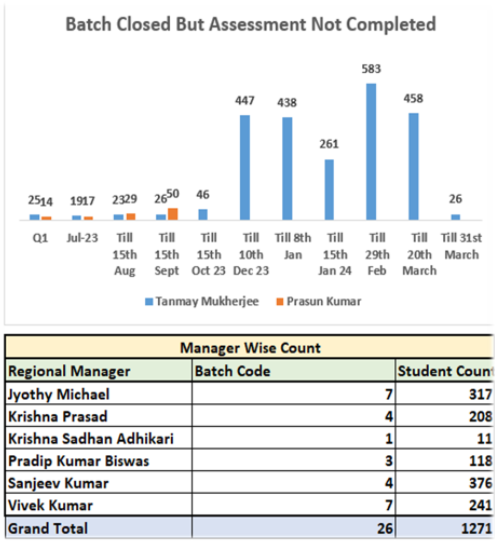 Batch Closed But Assessment Not Completed
583
447 438 458
261
25 14 19 17 23 29 26 50 46 26
Q1 Jul-23 Till 15th Aug Till 15th Sept Till 15th Oct 23 Till 10th Dec 23 Till 8th Jan Till 15th Jan 24 Till 29th Feb Till 20th March Till 31st March
Tanmay Mukherjee Prasun Kumar
Manager Wise Count
Regional Manager Batch Code Student Coun
Jyothy Michael 7 317
Krishna Prasad 4 208
Krishna Sadhan Adhikari 1 11
Pradip Kumar Biswas 3 118
Sanjeev Kumar 4 376
Vivek Kumar 7 241
Grand Total 26 1271